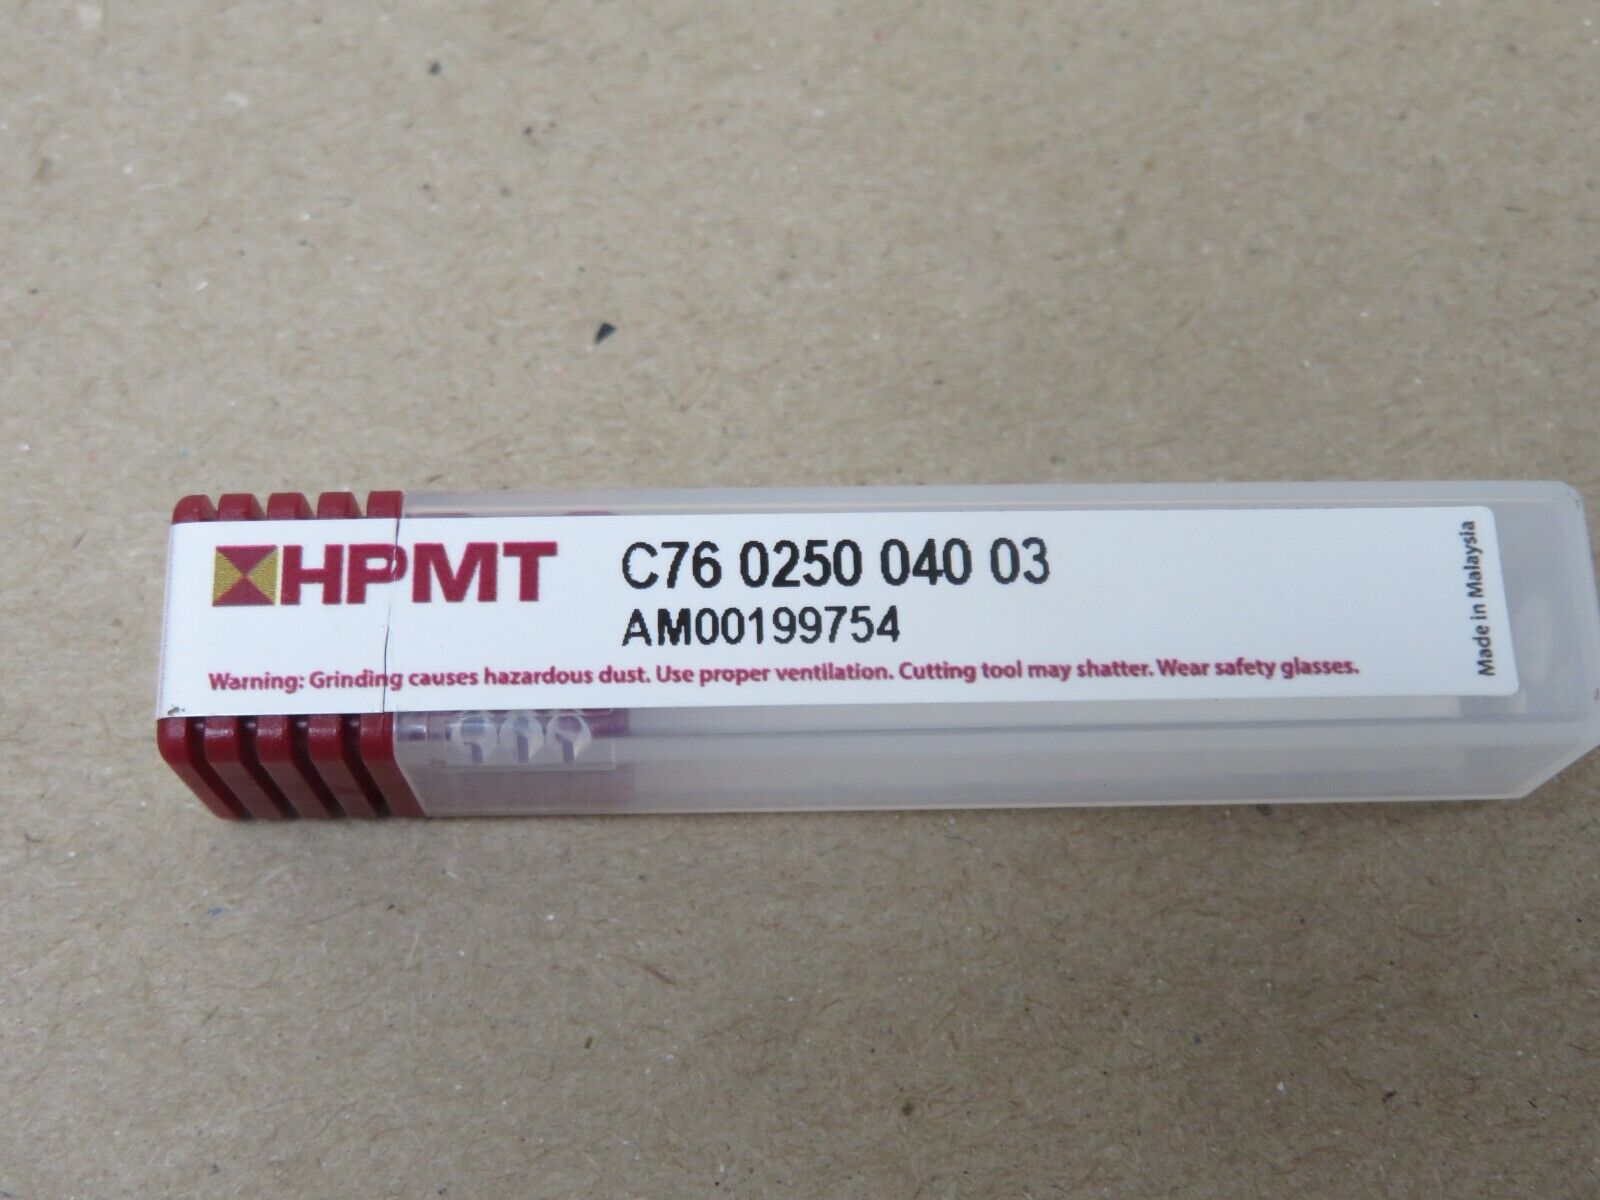 HPMT
C76 0250 040 03
AM00199754
Warning: Grinding causes hazardous dust. Use proper ventilation. Cutting tool may shatter. Wear safety glasses.
Made in Malaysia